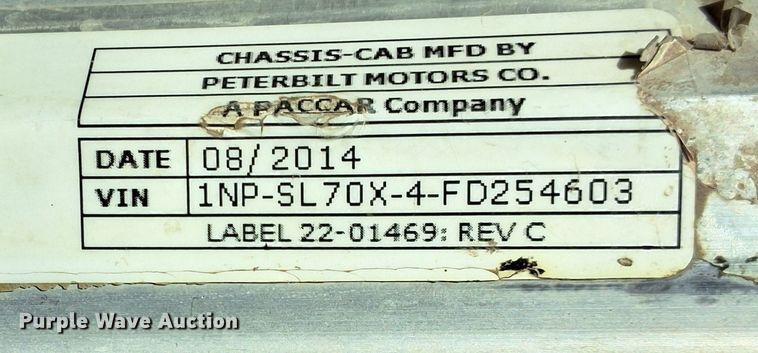 CHASSIS-CAB MFD BY
PETERBILT MOTORS CO.
A PACCAR Company
DATE 08/2014
VIN 1NP-SL70X-4-FD254603
LABEL 22-01469: REV C
Purple Wave Auction